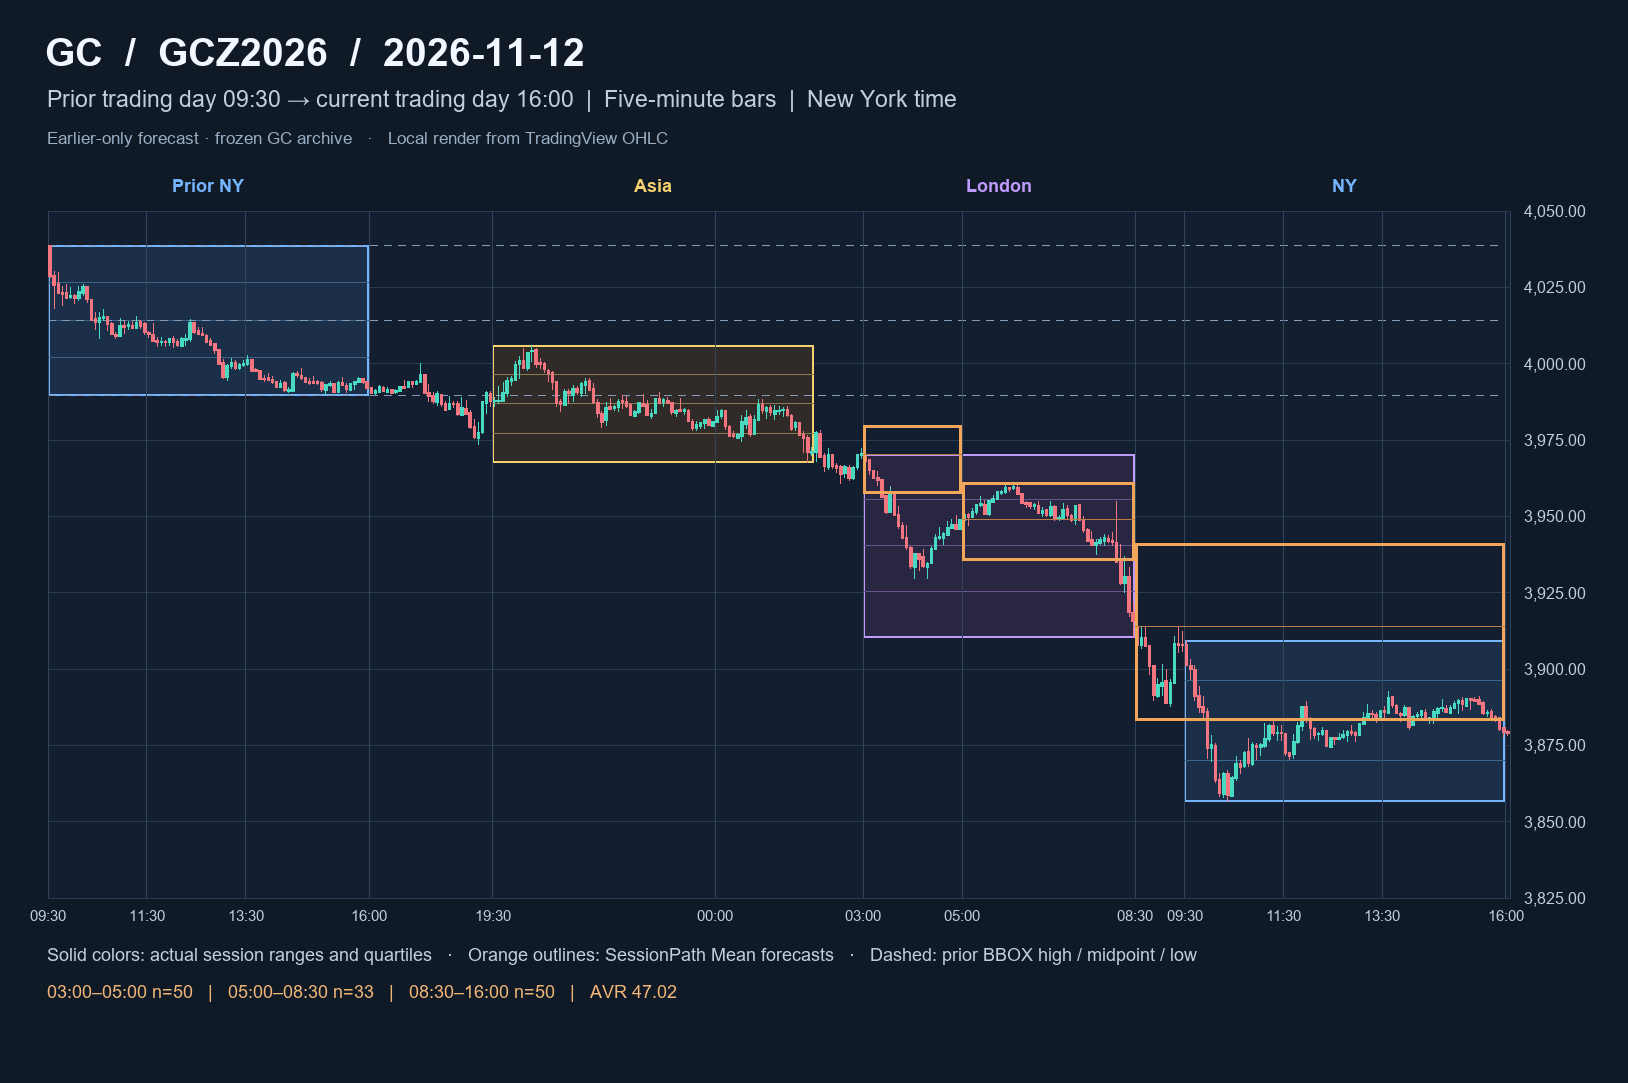 GC / GCZ2026 / 2026-11-12
Prior trading day 09:30 → current trading day 16:00 | Five-minute bars | New York time
Earlier-only forecast · frozen GC archive · Local render from TradingView OHLC
Prior NY Asia London NY
4,050.00
4,025.00
4,000.00
3,975.00
3,950.00
3,925.00
3,900.00
3,875.00
3,850.00
3,825.00
09:30 11:30 13:30 16:00 19:30 00:00 03:00 05:00 08:30 09:30 11:30 13:30 16:00
Solid colors: actual session ranges and quartiles · Orange outlines: SessionPath Mean forecasts · Dashed: prior BBOX high / midpoint / low
03:00–05:00 n=50 | 05:00–08:30 n=33 | 08:30–16:00 n=50 | AVR 47.02